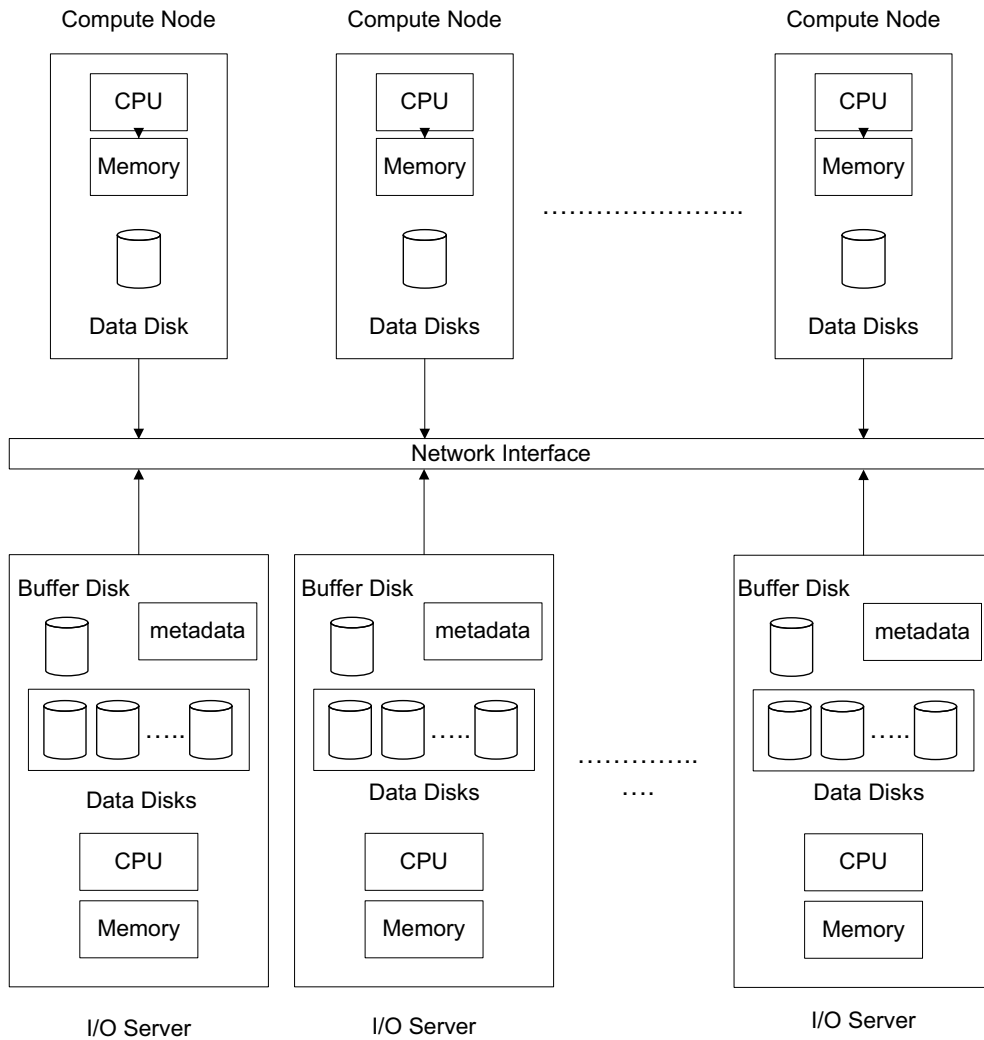 Compute Node
Compute Node
Compute Node
CPU
CPU
CPU
Memory
Memory
Memory
……………………..
Data Disk
Data Disks
Data Disks
Network Interface
Buffer Disk
Buffer Disk
Buffer Disk
metadata
metadata
metadata
…..
…..
…..
…………..
….
Data Disks
Data Disks
Data Disks
CPU
CPU
CPU
Memory
Memory
Memory
I/O Server
I/O Server
I/O Server